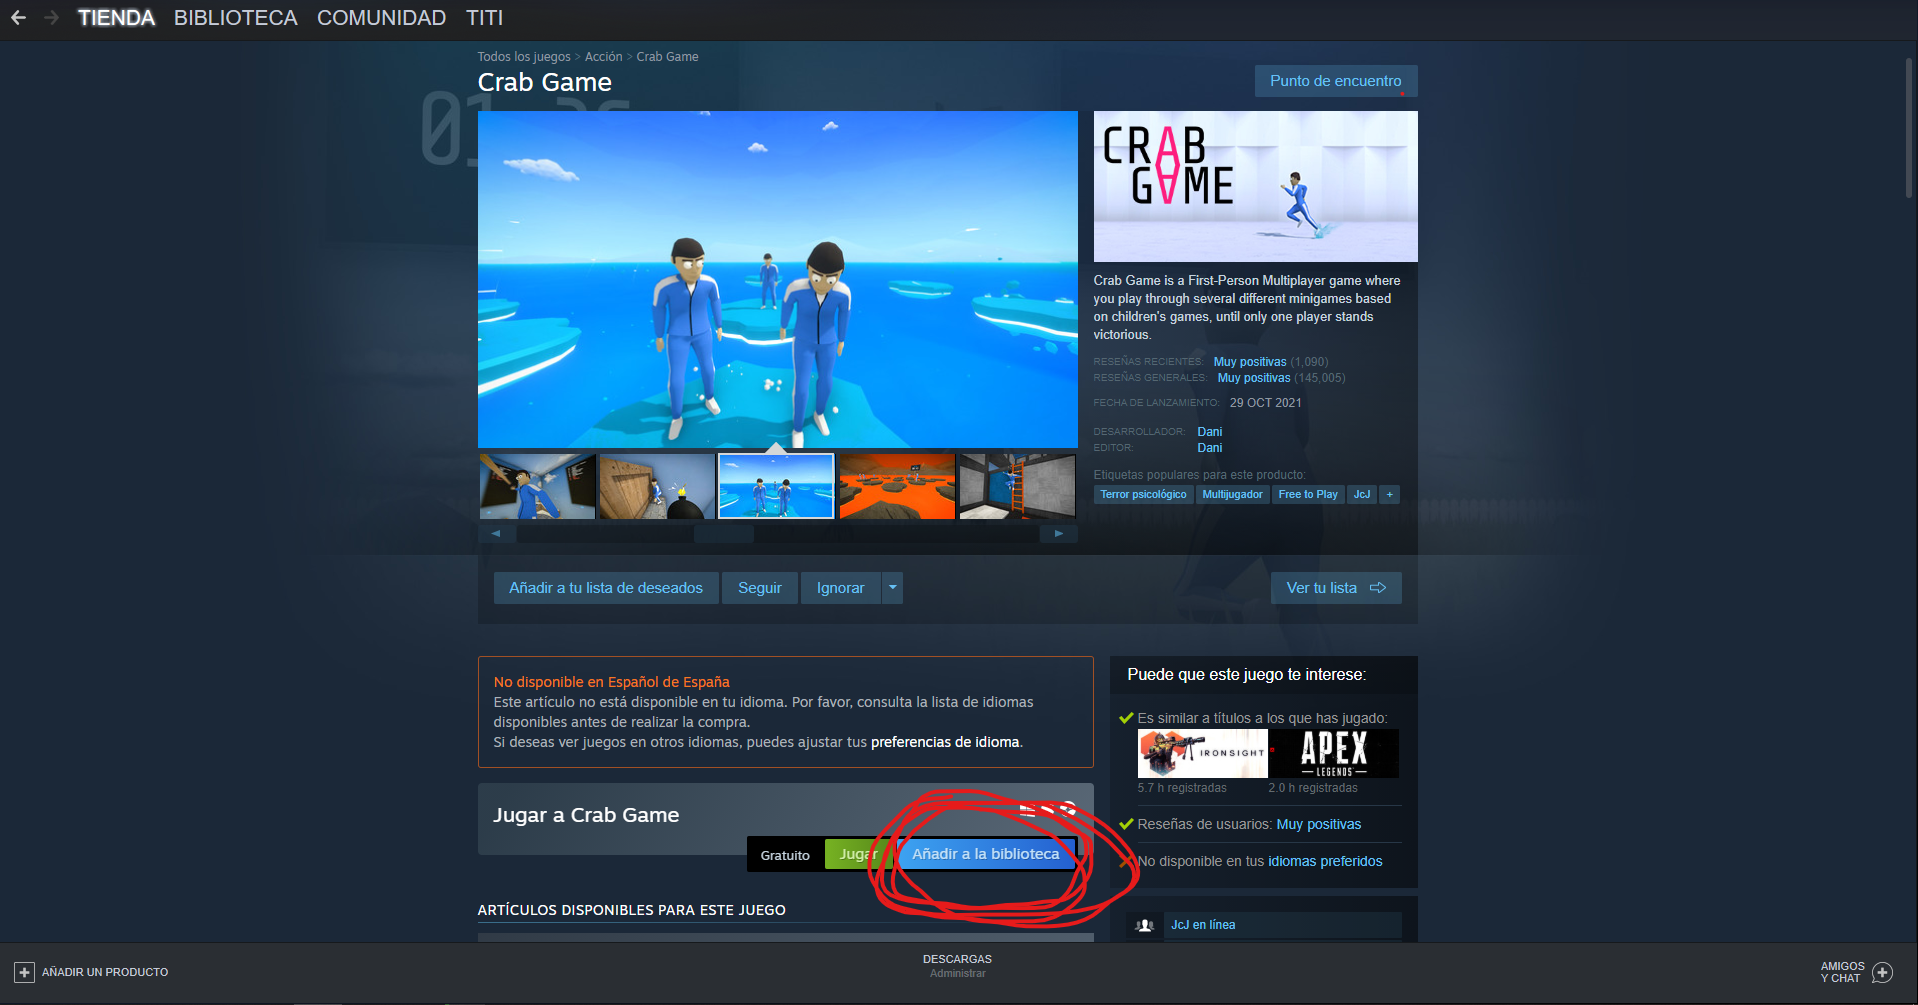 TIENDA BIBLIOTECA COMUNIDAD TITI
Todos los juegos > Acción > Crab Game
Crab Game
Punto de encuentro
CRAB
GAME
Crab Game is a First-Person Multiplayer game where
you play through several different minigames based
on children's games, until only one player stands
victorious.
RESEÑAS RECIENTES: Muy positivas (1,090)
RESEÑAS GENERALES: Muy positivas (145,005)
FECHA DE LANZAMIENTO: 29 OCT 2021
DESARROLLADOR: Dani
EDITOR: Dani
Etiquetas populares para este producto:
Terror psicológico Multijugador Free to Play JcJ +
Añadir a tu lista de deseados Seguir Ignorar
Ver tu lista
No disponible en Español de España
Este artículo no está disponible en tu idioma. Por favor, consulta la lista de idiomas
disponibles antes de realizar la compra.
Si deseas ver juegos en otros idiomas, puedes ajustar tus preferencias de idioma.
Jugar a Crab Game
Gratuito Jugar Añadir a la biblioteca
ARTÍCULOS DISPONIBLES PARA ESTE JUEGO
Puede que este juego te interese:
Es similar a títulos a los que has jugado:
IRONSIGHT APEX
LEGENDS
5.7 h registradas 2.0 h registradas
Reseñas de usuarios: Muy positivas
No disponible en tus idiomas preferidos
JcJ en línea
AÑADIR UN PRODUCTO
DESCARGAS
Administrar
AMIGOS
Y CHAT